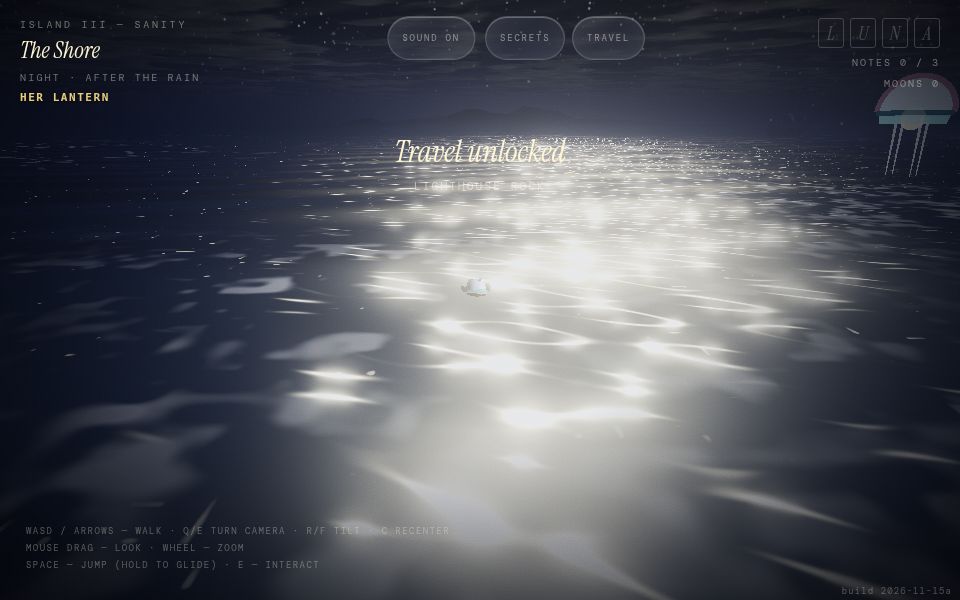 ISLAND III — SANITY
The Shore
NIGHT · AFTER THE RAIN
HER LANTERN
SOUND ON
SECRETS
TRAVEL
L U N A
NOTES 0 / 3
MOONS 0
Travel unlocked
LIGHTHOUSE ROCK
WASD / ARROWS — WALK · Q/E TURN CAMERA · R/F TILT · C RECENTER
MOUSE DRAG — LOOK · WHEEL — ZOOM
SPACE — JUMP (HOLD TO GLIDE) · E — INTERACT
build 2026-11-15a